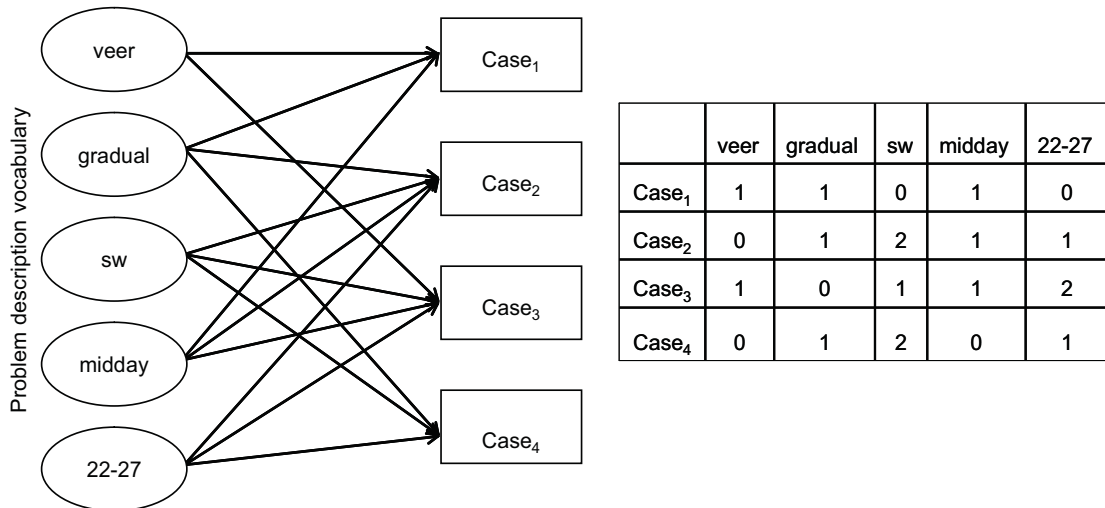 Problem description vocabulary
veer
gradual
sw
midday
22-27
Case1
Case2
Case3
Case4
veer gradual sw midday 22-27
Case1 1 1 0 1 0
Case2 0 1 2 1 1
Case3 1 0 1 1 2
Case4 0 1 2 0 1